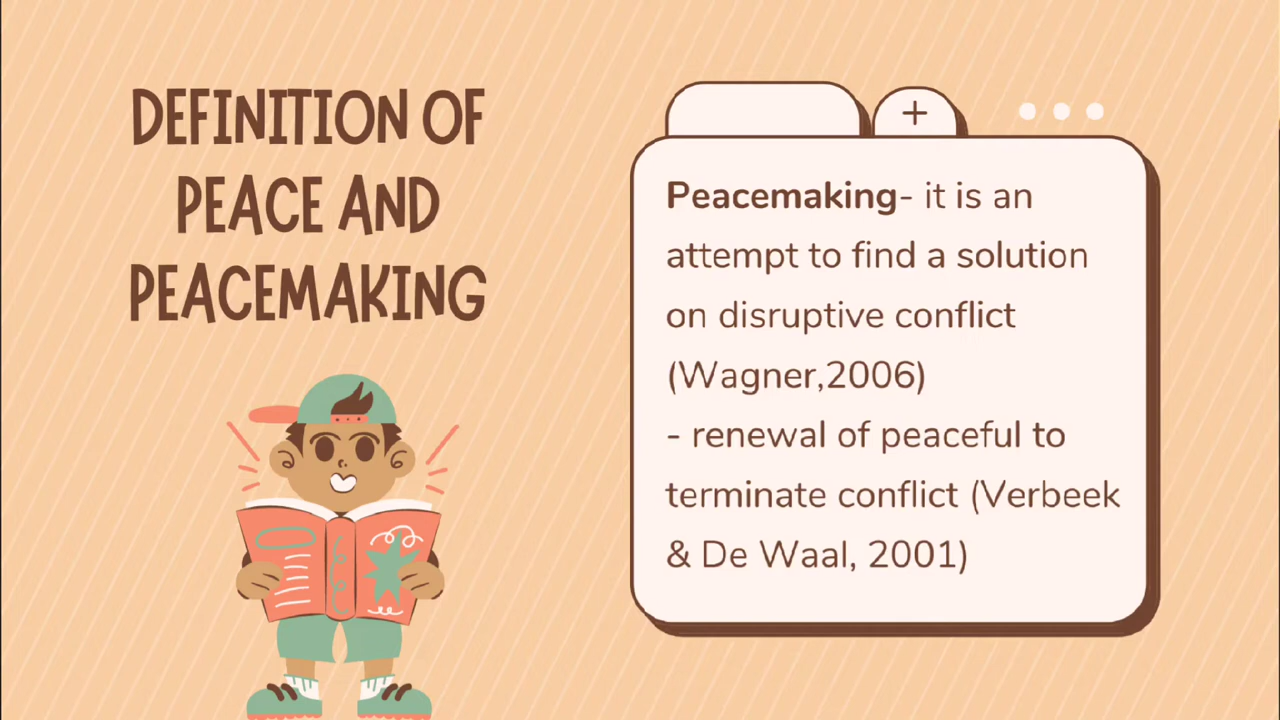 DEFINITION OF
PEACE AND
PEACEMAKING
+
Peacemaking- it is an
attempt to find a solution
on disruptive conflict
(Wagner,2006)
- renewal of peaceful to
terminate conflict (Verbeek
& De Waal, 2001)